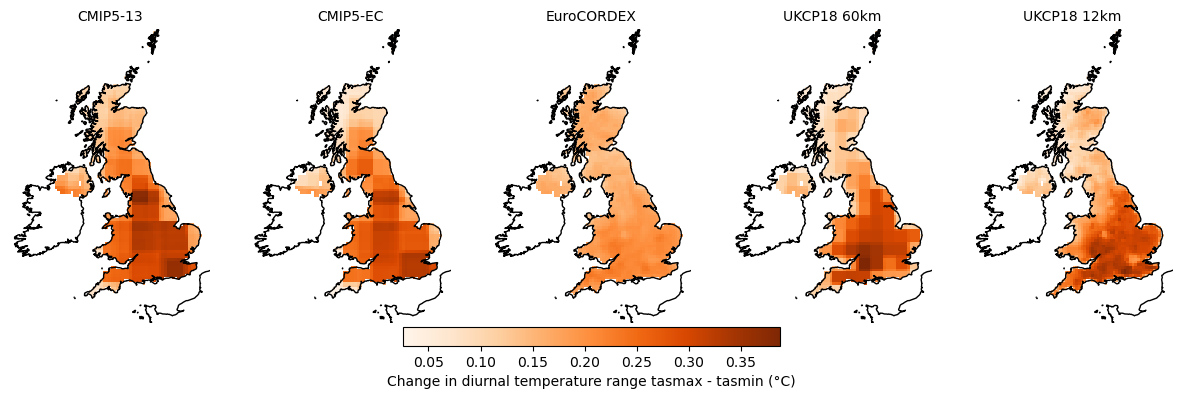 CMIP5-13 CMIP5-EC EuroCORDEX UKCP18 60km UKCP18 12km
0.05 0.10 0.15 0.20 0.25 0.30 0.35
Change in diurnal temperature range tasmax - tasmin (°C)